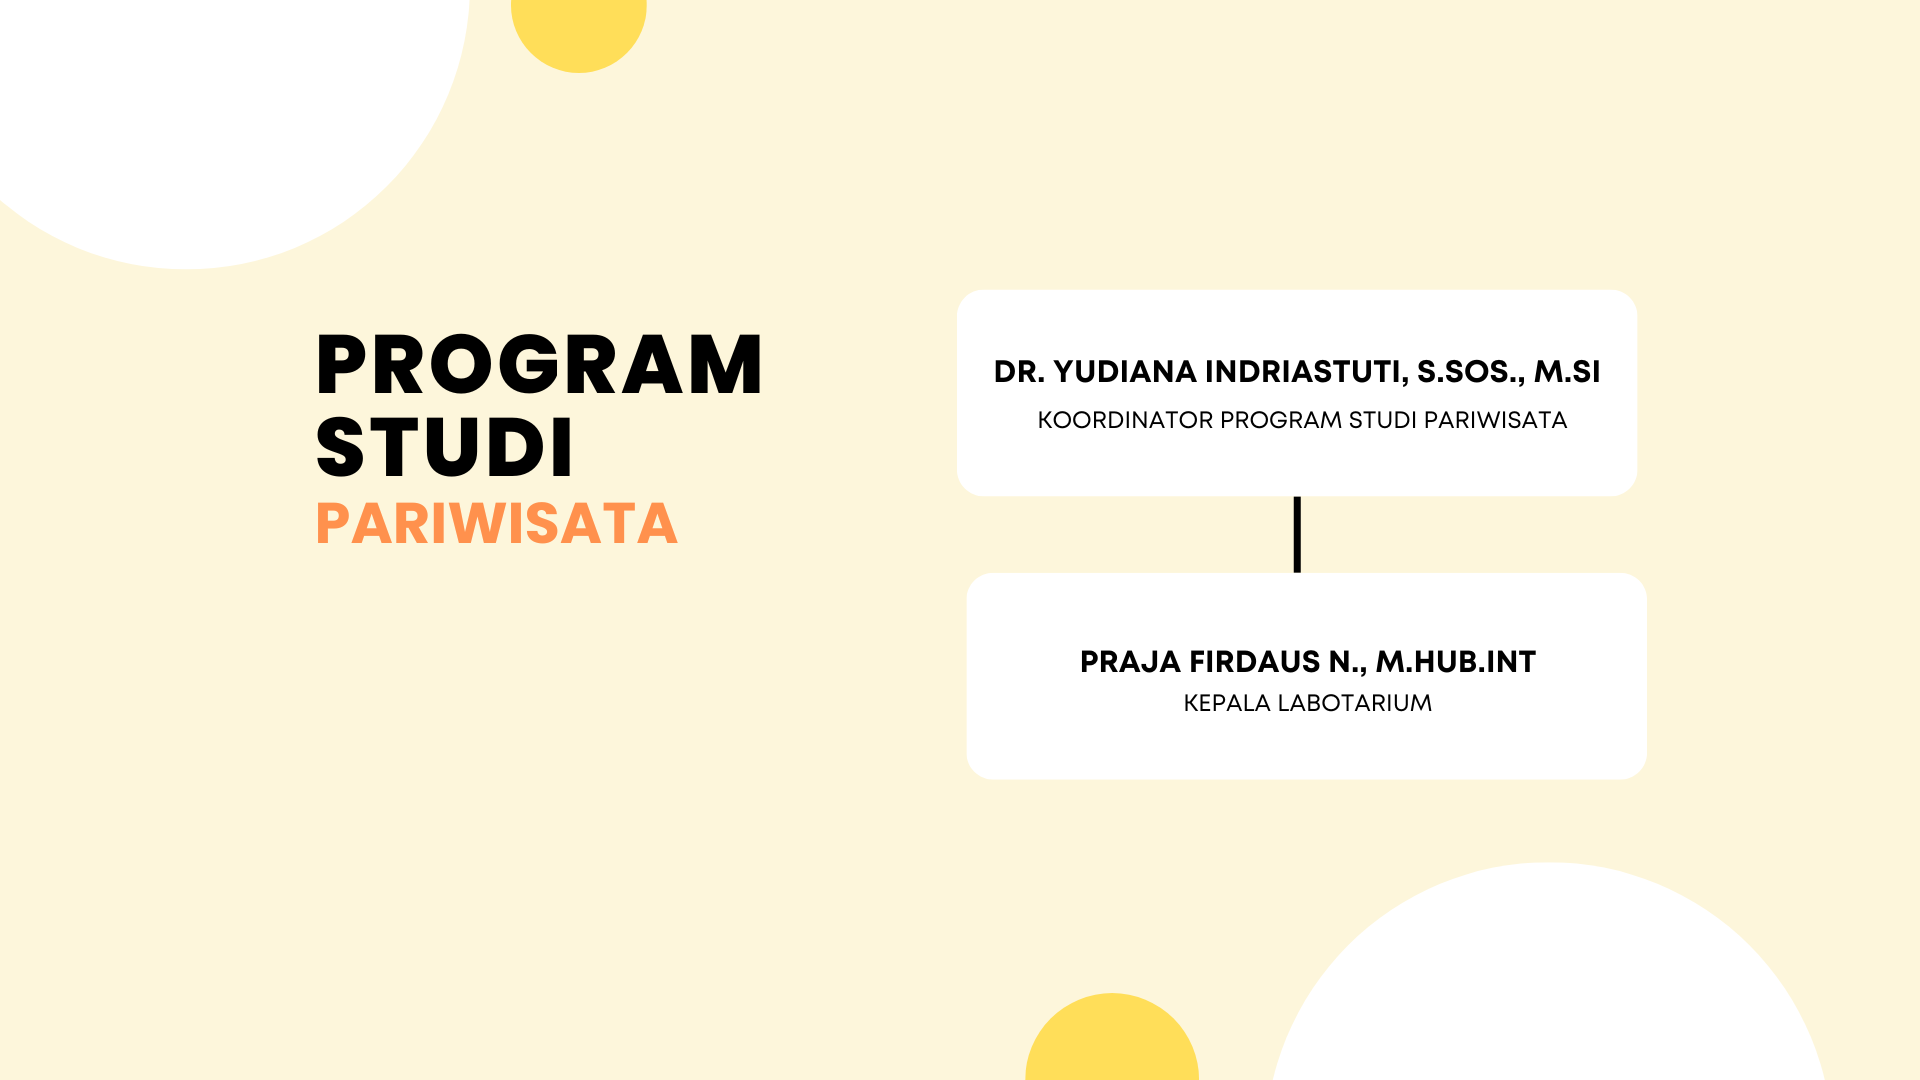 PROGRAM
STUDI
PARIWISATA
DR. YUDIANA INDRIASTUTI, S.SOS., M.SI
KOORDINATOR PROGRAM STUDI PARIWISATA
PRAJA FIRDAUS N., M.HUB.INT
KEPALA LABOTARIUM